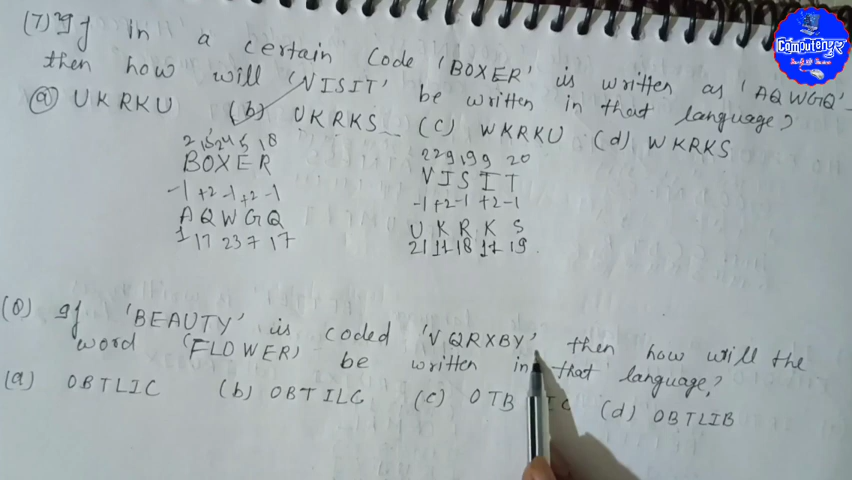 (7) If in a certain code 'BOXER' is written as 'AQWGQ'
then how will 'VISIT' be written in that language?
(a) UKRKU (b) UKRKS (c) WKRKU (d) WKRKS
2 15 24 5 18
BOXER
-1 +2 -1 +2 -1
AQWGQ
1 17 23 7 17
22 9 19 9 20
VISIT
-1 +2 -1 +2 -1
U K R K S
21 11 18 11 19
(8) If 'BEAUTY' is coded 'VQRXBY' then how will the
word (FLOWER) be written in that language?
(a) OBTLIC (b) OBTILC (c) OTB (d) OBTLIB
Computengz